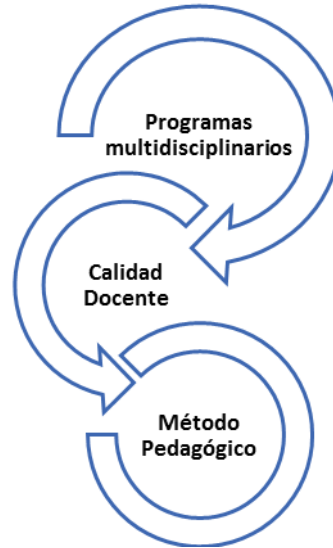 Programas
multidisciplinarios
Calidad
Docente
Método
Pedagógico